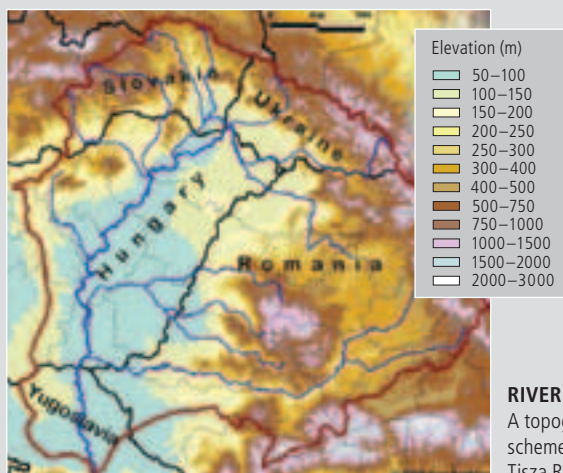 Slovakia
Ukraine
Hungary
Romania
Yugoslavia
Elevation (m)
50–100
100–150
150–200
200–250
250–300
300–400
400–500
500–750
750–1000
1000–1500
1500–2000
2000–3000
RIVER
A topog
scheme
Tisza R